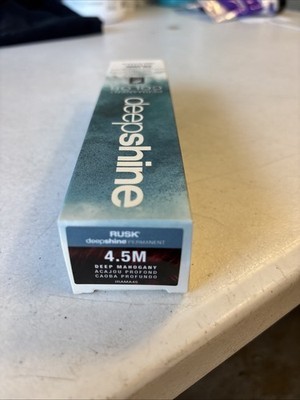 deepshine
RUSK®
deepshine PERMANENT
4.5M
DEEP MAHOGANY
ACAJOU PROFOND
CAOBA PROFUNDO